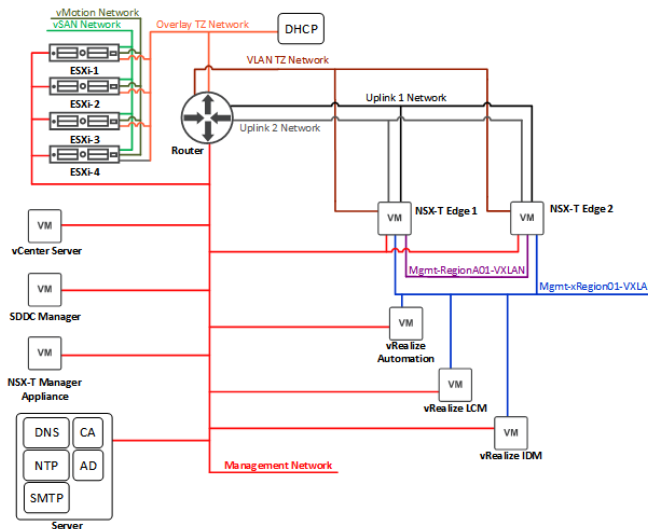 vMotion Network
vSAN Network
Overlay TZ Network
DHCP
ESXi-1
VLAN TZ Network
ESXi-2
Uplink 1 Network
ESXi-3
Uplink 2 Network
Router
ESXi-4
VM
NSX-T Edge 1
VM
NSX-T Edge 2
VM
vCenter Server
Mgmt-RegionA01-VXLAN
Mgmt-xRegion01-VXLA
VM
SDDC Manager
VM
vRealize
Automation
VM
NSX-T Manager
Appliance
VM
vRealize LCM
DNS
CA
VM
vRealize IDM
NTP
AD
Management Network
SMTP
Server